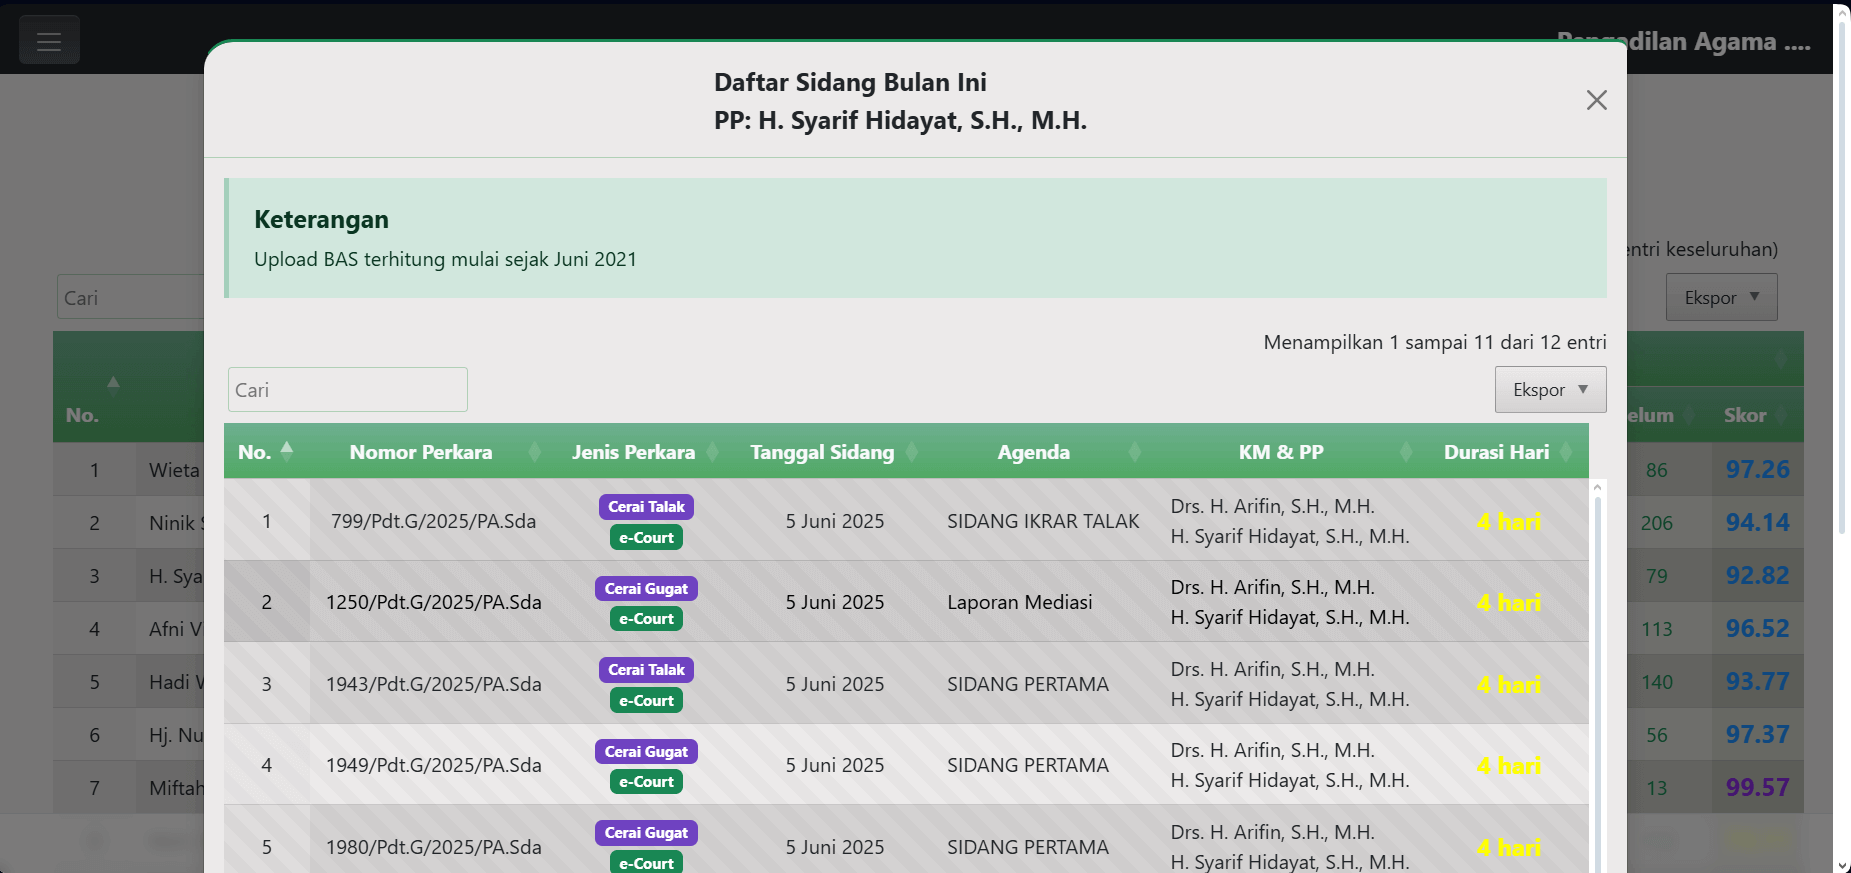 Pengadilan Agama ....
Daftar Sidang Bulan Ini
PP: H. Syarif Hidayat, S.H., M.H.
Keterangan
Upload BAS terhitung mulai sejak Juni 2021
entri keseluruhan)
Cari
Ekspor
Menampilkan 1 sampai 11 dari 12 entri
Cari
Ekspor
No.
Skor
No. Nomor Perkara Jenis Perkara Tanggal Sidang Agenda KM & PP Durasi Hari
1 799/Pdt.G/2025/PA.Sda Cerai Talak e-Court 5 Juni 2025 SIDANG IKRAR TALAK Drs. H. Arifin, S.H., M.H. H. Syarif Hidayat, S.H., M.H. 4 hari
2 1250/Pdt.G/2025/PA.Sda Cerai Gugat e-Court 5 Juni 2025 Laporan Mediasi Drs. H. Arifin, S.H., M.H. H. Syarif Hidayat, S.H., M.H. 4 hari
3 1943/Pdt.G/2025/PA.Sda Cerai Talak e-Court 5 Juni 2025 SIDANG PERTAMA Drs. H. Arifin, S.H., M.H. H. Syarif Hidayat, S.H., M.H. 4 hari
4 1949/Pdt.G/2025/PA.Sda Cerai Gugat e-Court 5 Juni 2025 SIDANG PERTAMA Drs. H. Arifin, S.H., M.H. H. Syarif Hidayat, S.H., M.H. 4 hari
5 1980/Pdt.G/2025/PA.Sda Cerai Gugat e-Court 5 Juni 2025 SIDANG PERTAMA Drs. H. Arifin, S.H., M.H. H. Syarif Hidayat, S.H., M.H. 4 hari
1 Wieta 86 97.26
2 Ninik 206 94.14
3 H. Sya 79 92.82
4 Afni V 113 96.52
5 Hadi 140 93.77
6 Hj. Nu 56 97.37
7 Miftah 13 99.57